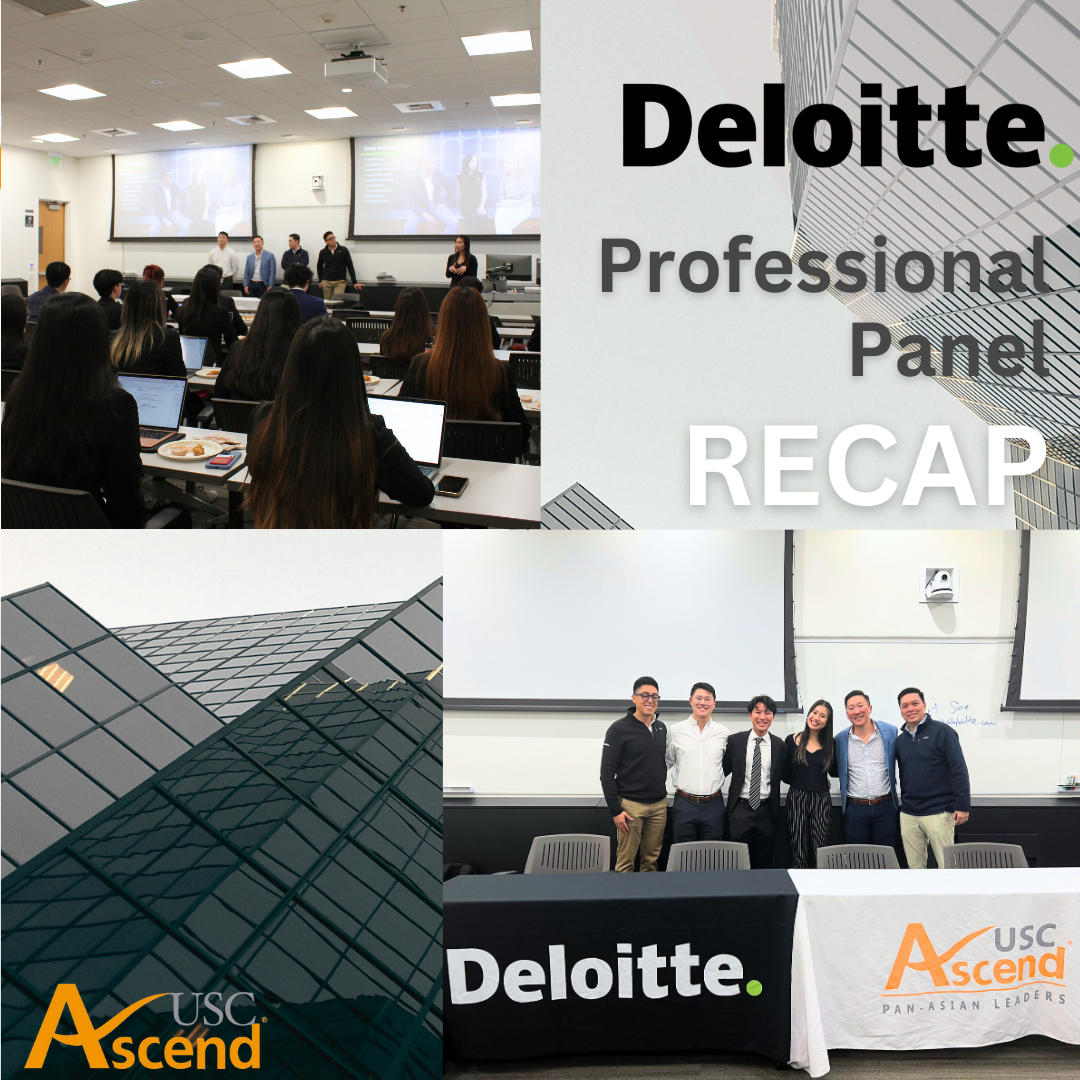 Deloitte.
Professional
Panel
RECAP
Deloitte.
USC
Ascend
PAN-ASIAN LEADERS
USC
Ascend